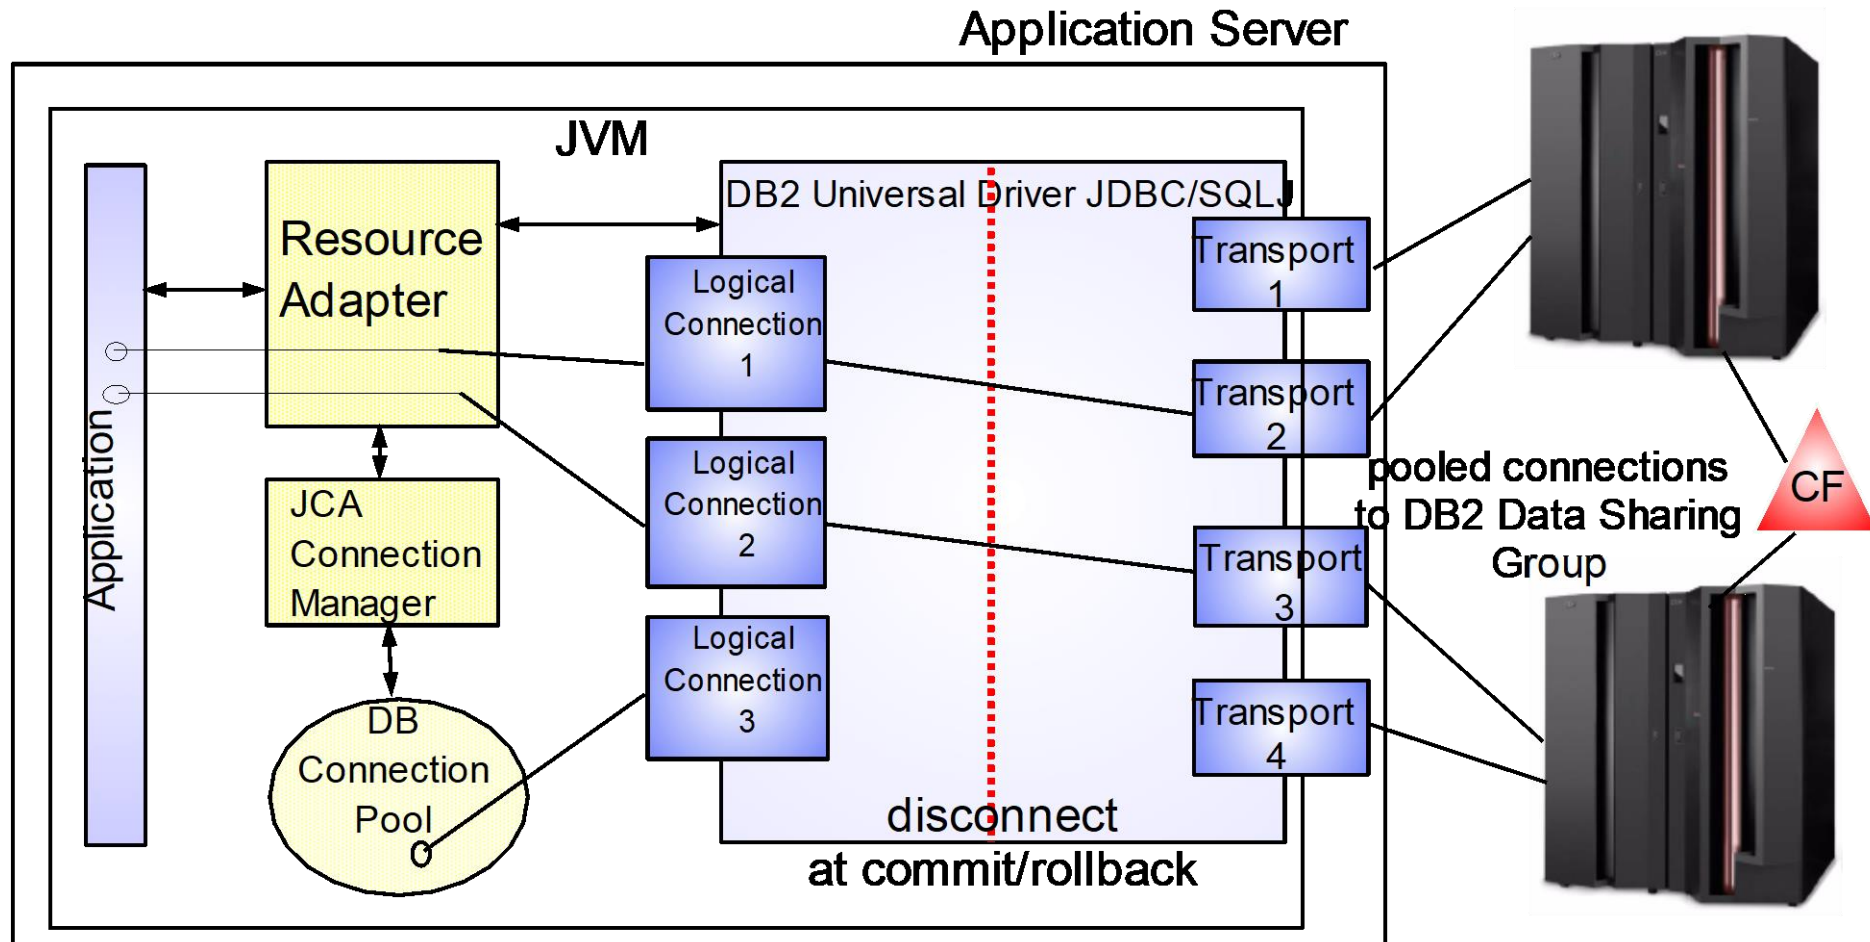 Application Server
JVM
Application
Resource
Adapter
JCA
Connection
Manager
DB
Connection
Pool
DB2 Universal Driver JDBC/SQLJ
Logical
Connection
1
Logical
Connection
2
Logical
Connection
3
Transport
1
Transport
2
Transport
3
Transport
4
disconnect
at commit/rollback
pooled connections
to DB2 Data Sharing
Group
CF